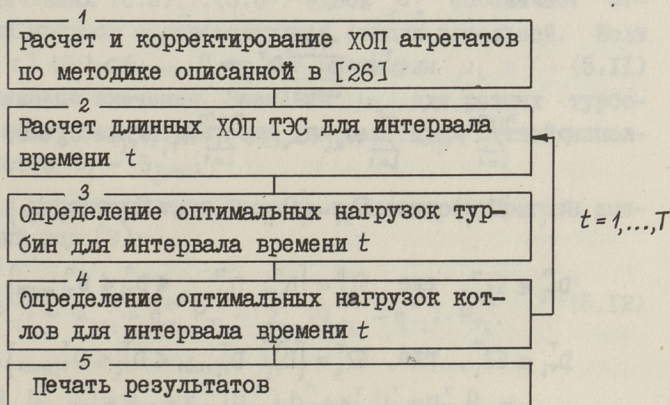 1
Расчет и корректирование ХОП агрегатов
по методике описанной в [26]
2
Расчет длинных ХОП ТЭС для интервала
времени t
3
Определение оптимальных нагрузок тур-
бин для интервала времени t
t = 1,...,T
4
Определение оптимальных нагрузок кот-
лов для интервала времени t
5
Печать результатов